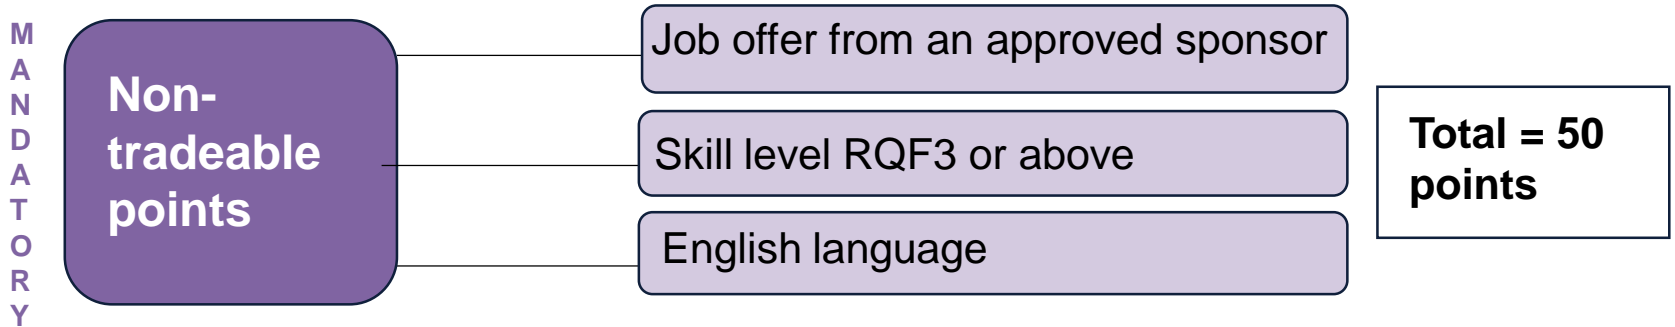 MANDATORY
Non-
tradeable
points
Job offer from an approved sponsor
Skill level RQF3 or above
English language
Total = 50
points